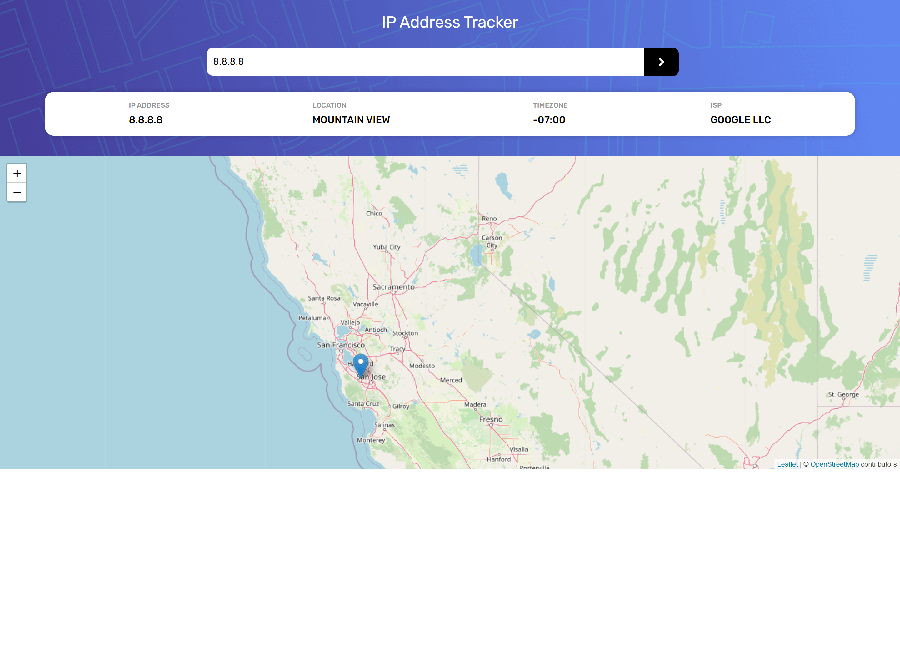 IP Address Tracker
8.8.8.8
IP ADDRESS
8.8.8.8
LOCATION
MOUNTAIN VIEW
TIMEZONE
-07:00
ISP
GOOGLE LLC
+
−
Chico
Reno
Carson City
Yuba City
Sacramento
Santa Rosa
Vacaville
Petaluma
Vallejo
Antioch
Stockton
San Francisco
Tracy
Modesto
San Jose
Merced
St. George
Santa Cruz
Gilroy
Madera
Fresno
Salinas
Monterey
Visalia
Hanford
Porterville
Leaflet | © OpenStreetMap contributors